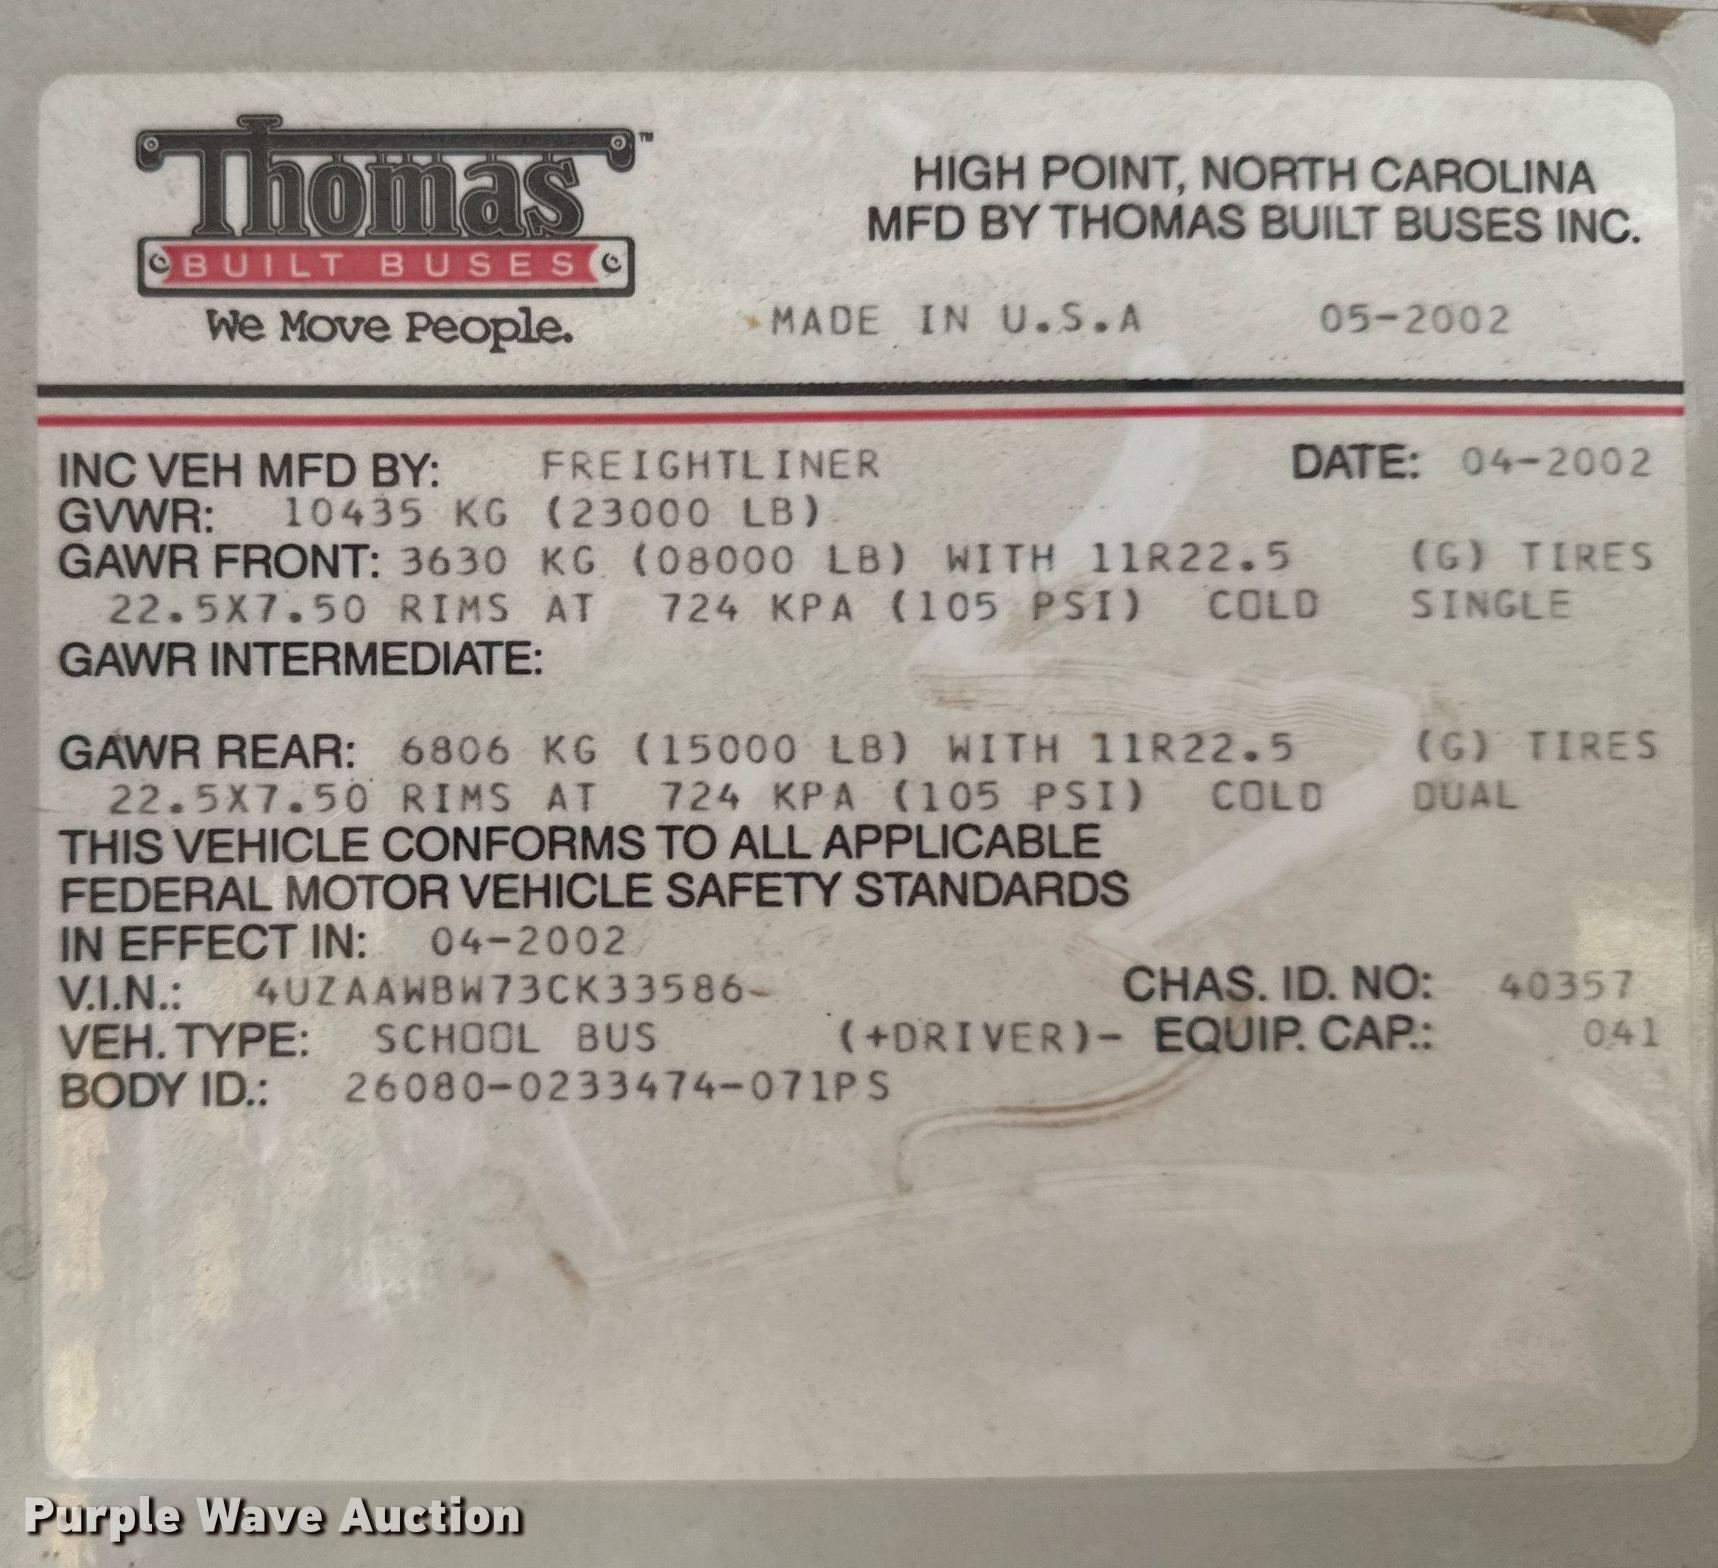 Thomas™
BUILT BUSES
We Move People.
HIGH POINT, NORTH CAROLINA
MFD BY THOMAS BUILT BUSES INC.
MADE IN U.S.A 05-2002
INC VEH MFD BY: FREIGHTLINER DATE: 04-2002
GVWR: 10435 KG (23000 LB)
GAWR FRONT: 3630 KG (08000 LB) WITH 11R22.5 (G) TIRES
22.5X7.50 RIMS AT 724 KPA (105 PSI) COLD SINGLE
GAWR INTERMEDIATE:
GAWR REAR: 6806 KG (15000 LB) WITH 11R22.5 (G) TIRES
22.5X7.50 RIMS AT 724 KPA (105 PSI) COLD DUAL
THIS VEHICLE CONFORMS TO ALL APPLICABLE
FEDERAL MOTOR VEHICLE SAFETY STANDARDS
IN EFFECT IN: 04-2002
V.I.N.: 4UZAAWBW73CK33586- CHAS. ID. NO: 40357
VEH. TYPE: SCHOOL BUS (+DRIVER)- EQUIP. CAP.: 041
BODY ID.: 26080-0233474-071PS
Purple Wave Auction